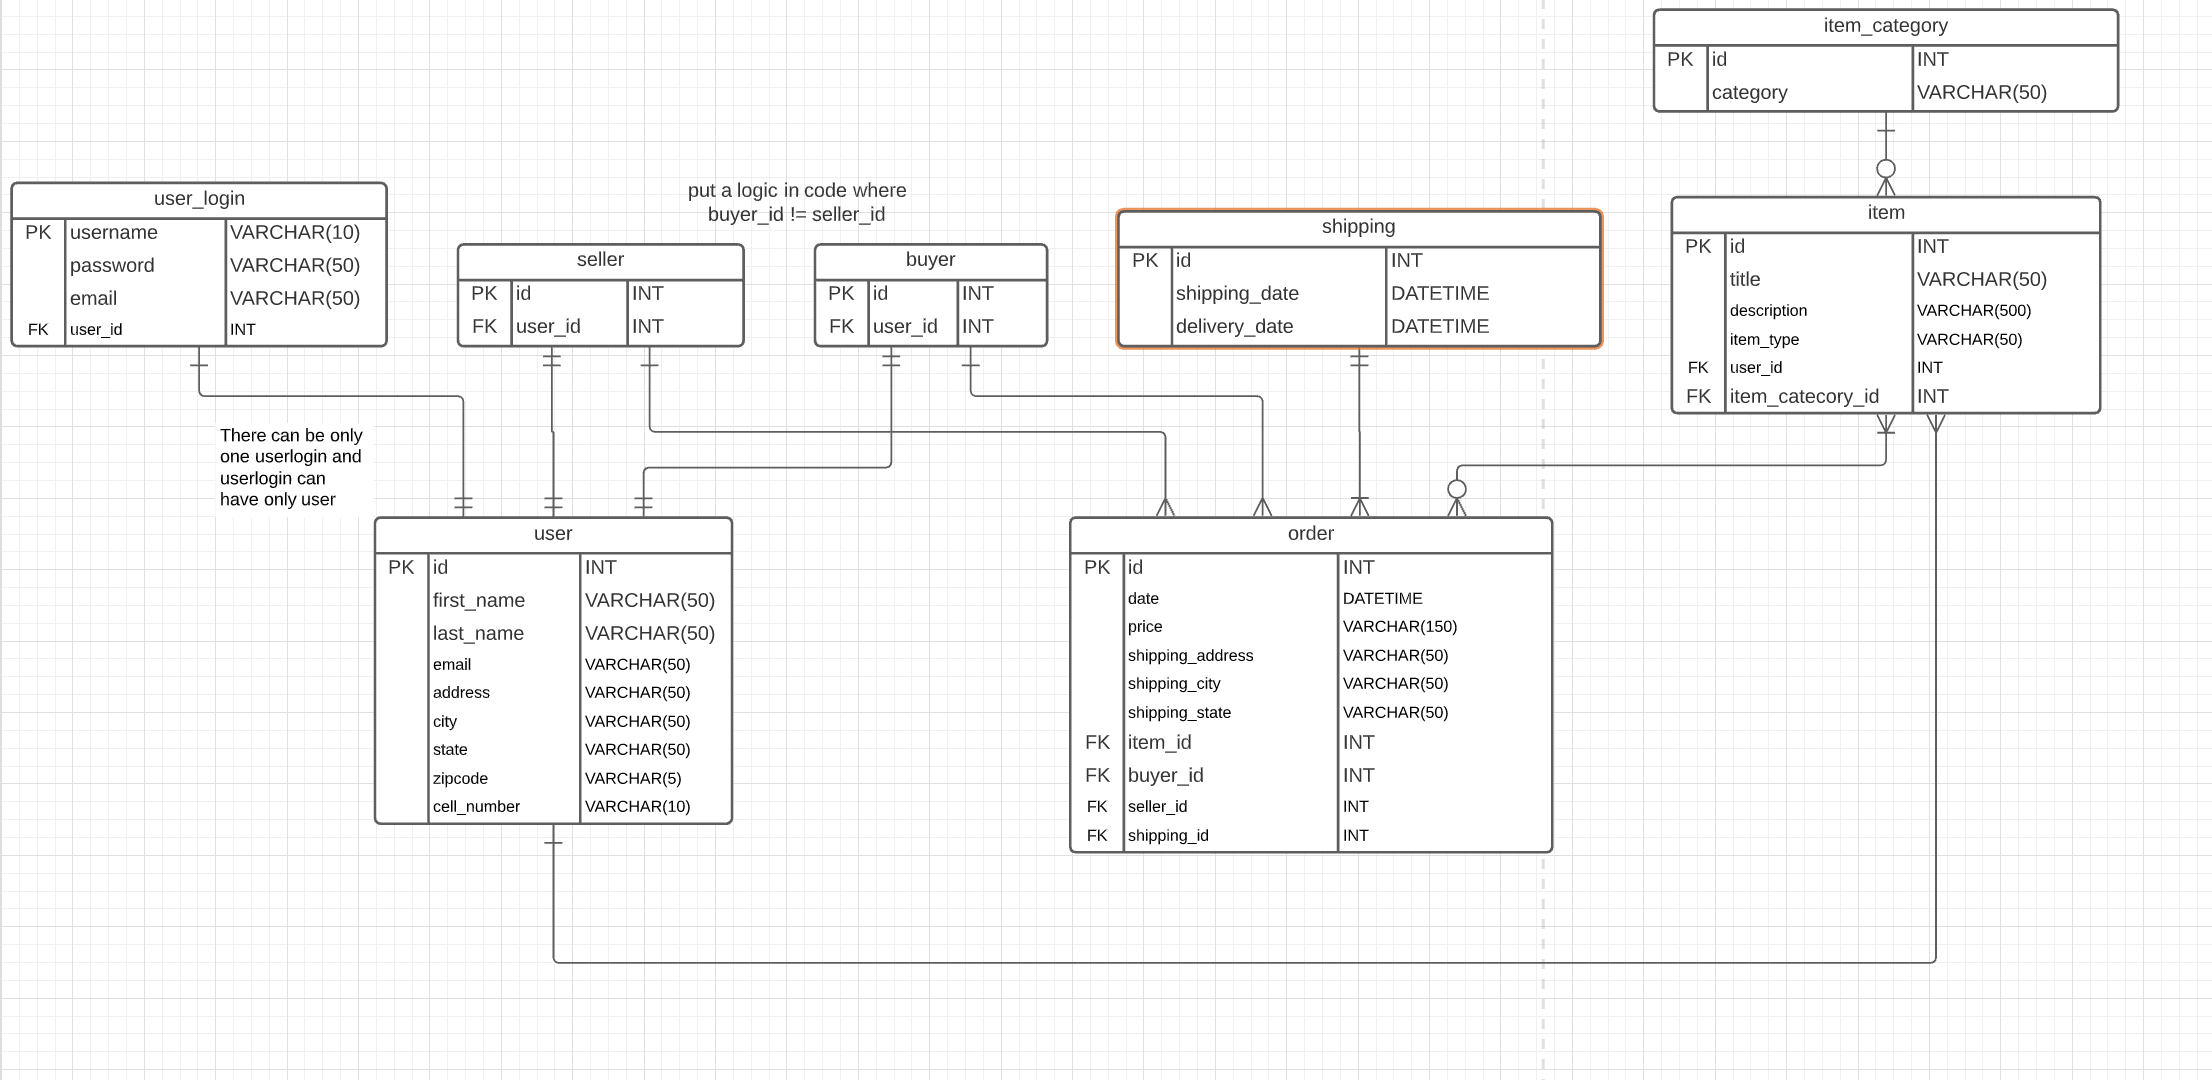 item_category
PK id INT
category VARCHAR(50)
user_login
PK username VARCHAR(10)
password VARCHAR(50)
email VARCHAR(50)
FK user_id INT
put a logic in code where
buyer_id != seller_id
seller
PK id INT
FK user_id INT
buyer
PK id INT
FK user_id INT
shipping
PK id INT
shipping_date DATETIME
delivery_date DATETIME
item
PK id INT
title VARCHAR(50)
description VARCHAR(500)
item_type VARCHAR(50)
FK user_id INT
FK item_catecory_id INT
There can be only
one userlogin and
userlogin can
have only user
user
PK id INT
first_name VARCHAR(50)
last_name VARCHAR(50)
email VARCHAR(50)
address VARCHAR(50)
city VARCHAR(50)
state VARCHAR(50)
zipcode VARCHAR(5)
cell_number VARCHAR(10)
order
PK id INT
date DATETIME
price VARCHAR(150)
shipping_address VARCHAR(50)
shipping_city VARCHAR(50)
shipping_state VARCHAR(50)
FK item_id INT
FK buyer_id INT
FK seller_id INT
FK shipping_id INT